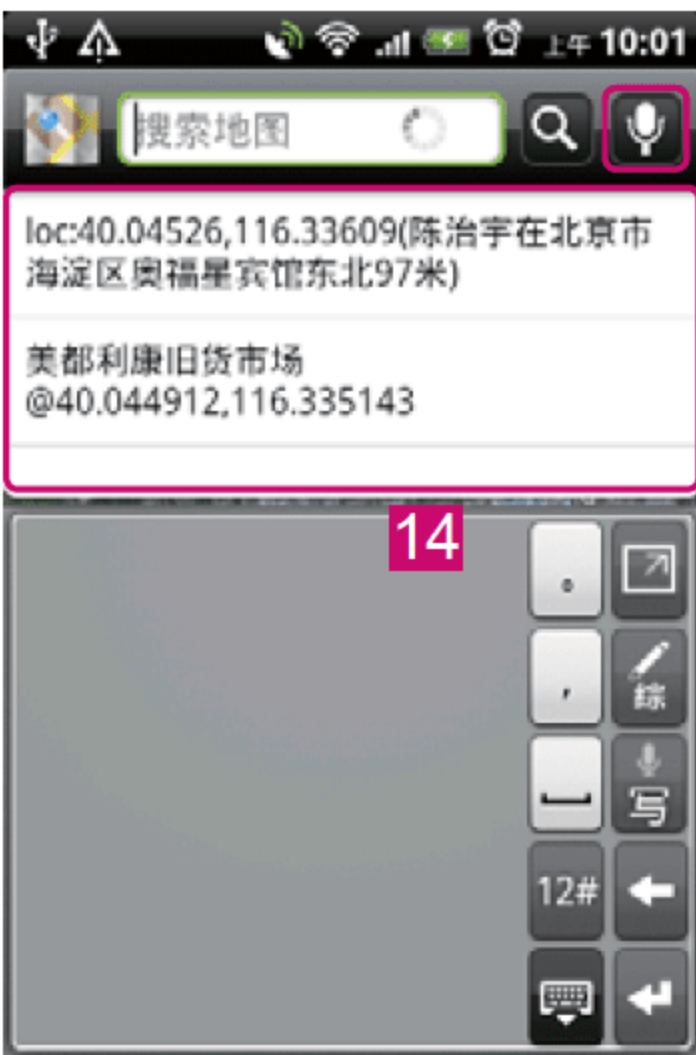 上午 10:01
搜索地图
loc:40.04526,116.33609(陈治宇在北京市
海淀区奥福星宾馆东北97米)
美都利康旧货市场
@40.044912,116.335143
14
。
,
综
写
12#